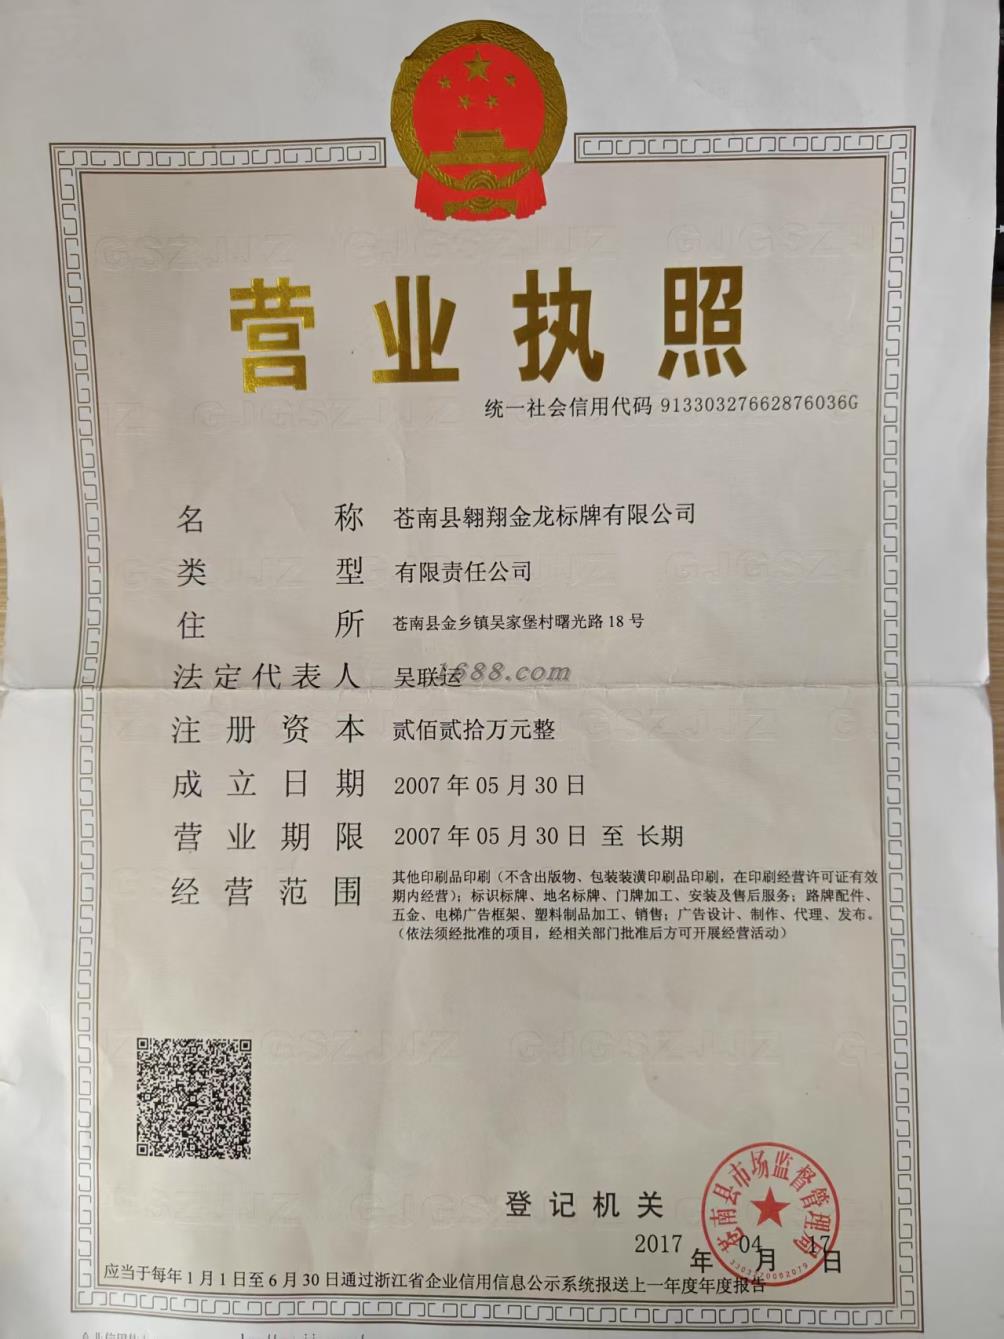 营业执照
统一社会信用代码 91330327662876036G
名称 苍南县翱翔金龙标牌有限公司
类型 有限责任公司
住所 苍南县金乡镇吴家堡村曙光路18号
法定代表人 吴联运
1688.com
注册资本 贰佰贰拾万元整
成立日期 2007年05月30日
营业期限 2007年05月30日 至 长期
经营范围 其他印刷品印刷（不含出版物、包装装潢印刷品印刷，在印刷经营许可证有效
期内经营）；标识标牌、地名标牌、门牌加工、安装及售后服务；路牌配件、
五金、电梯广告框架、塑料制品加工、销售；广告设计、制作、代理、发布。
（依法须经批准的项目，经相关部门批准后方可开展经营活动）
登记机关
苍南县市场监督管理局
2017年04月17日
应当于每年1月1日至6月30日通过浙江省企业信用信息公示系统报送上一年度年度报告